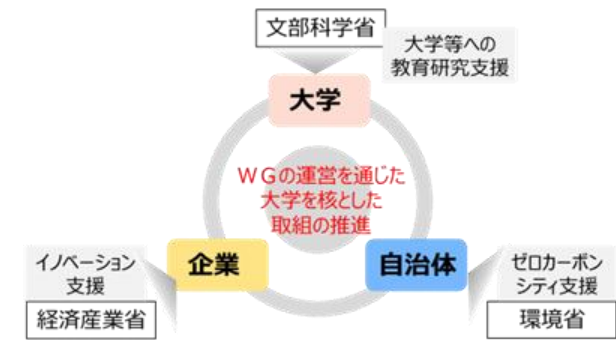 文部科学省
大学等への
教育研究支援
大学
WGの運営を通じた
大学を核とした
取組の推進
企業
自治体
イノベーション
支援
経済産業省
ゼロカーボン
シティ支援
環境省